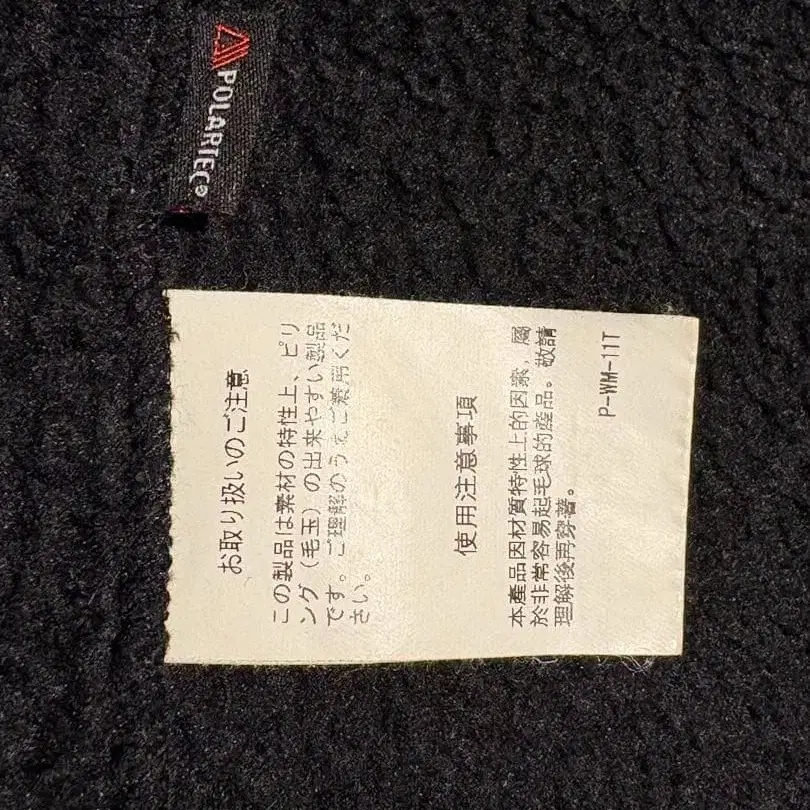 POLARTEC®
お取り扱いのご注意
この製品は素材の特性上、ピリ
ング（毛玉）の出来やすい製品
です。ご理解のうえご着用くだ
さい。
使用注意事項
本產品因材質特性上的因素，屬
於非常容易起毛球的產品。敬請
理解後再穿著。
P-WM-11T